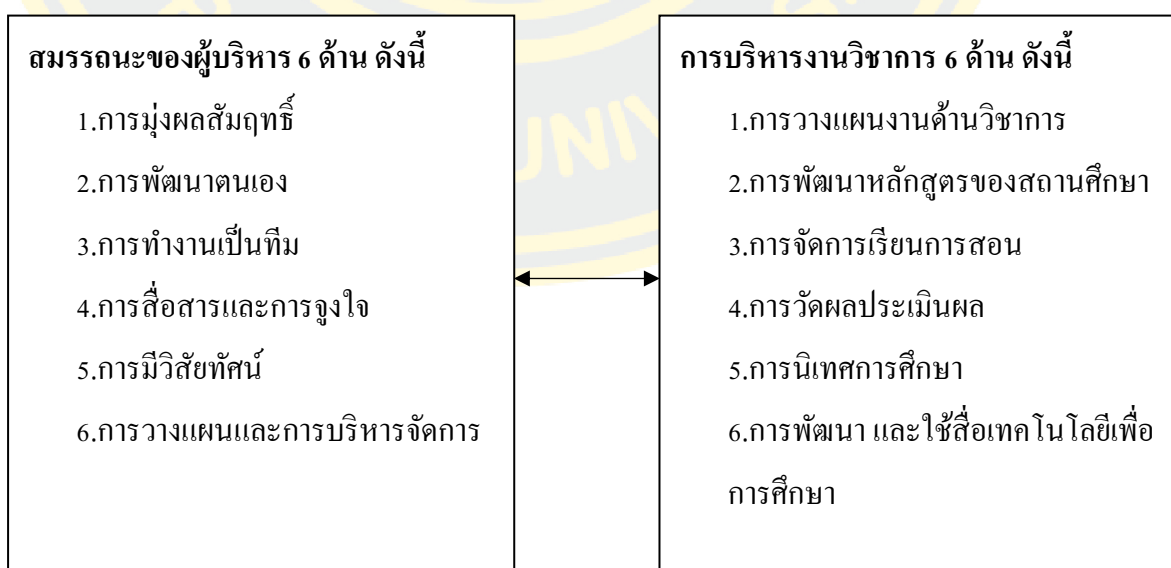 สมรรถนะของผู้บริหาร 6 ด้าน ดังนี้
1.การมุ่งผลสัมฤทธิ์
2.การพัฒนาตนเอง
3.การทำงานเป็นทีม
4.การสื่อสารและการจูงใจ
5.การมีวิสัยทัศน์
6.การวางแผนและการบริหารจัดการ
การบริหารงานวิชาการ 6 ด้าน ดังนี้
1.การวางแผนงานด้านวิชาการ
2.การพัฒนาหลักสูตรของสถานศึกษา
3.การจัดการเรียนการสอน
4.การวัดผลประเมินผล
5.การนิเทศการศึกษา
6.การพัฒนา และใช้สื่อเทคโนโลยีเพื่อ
การศึกษา